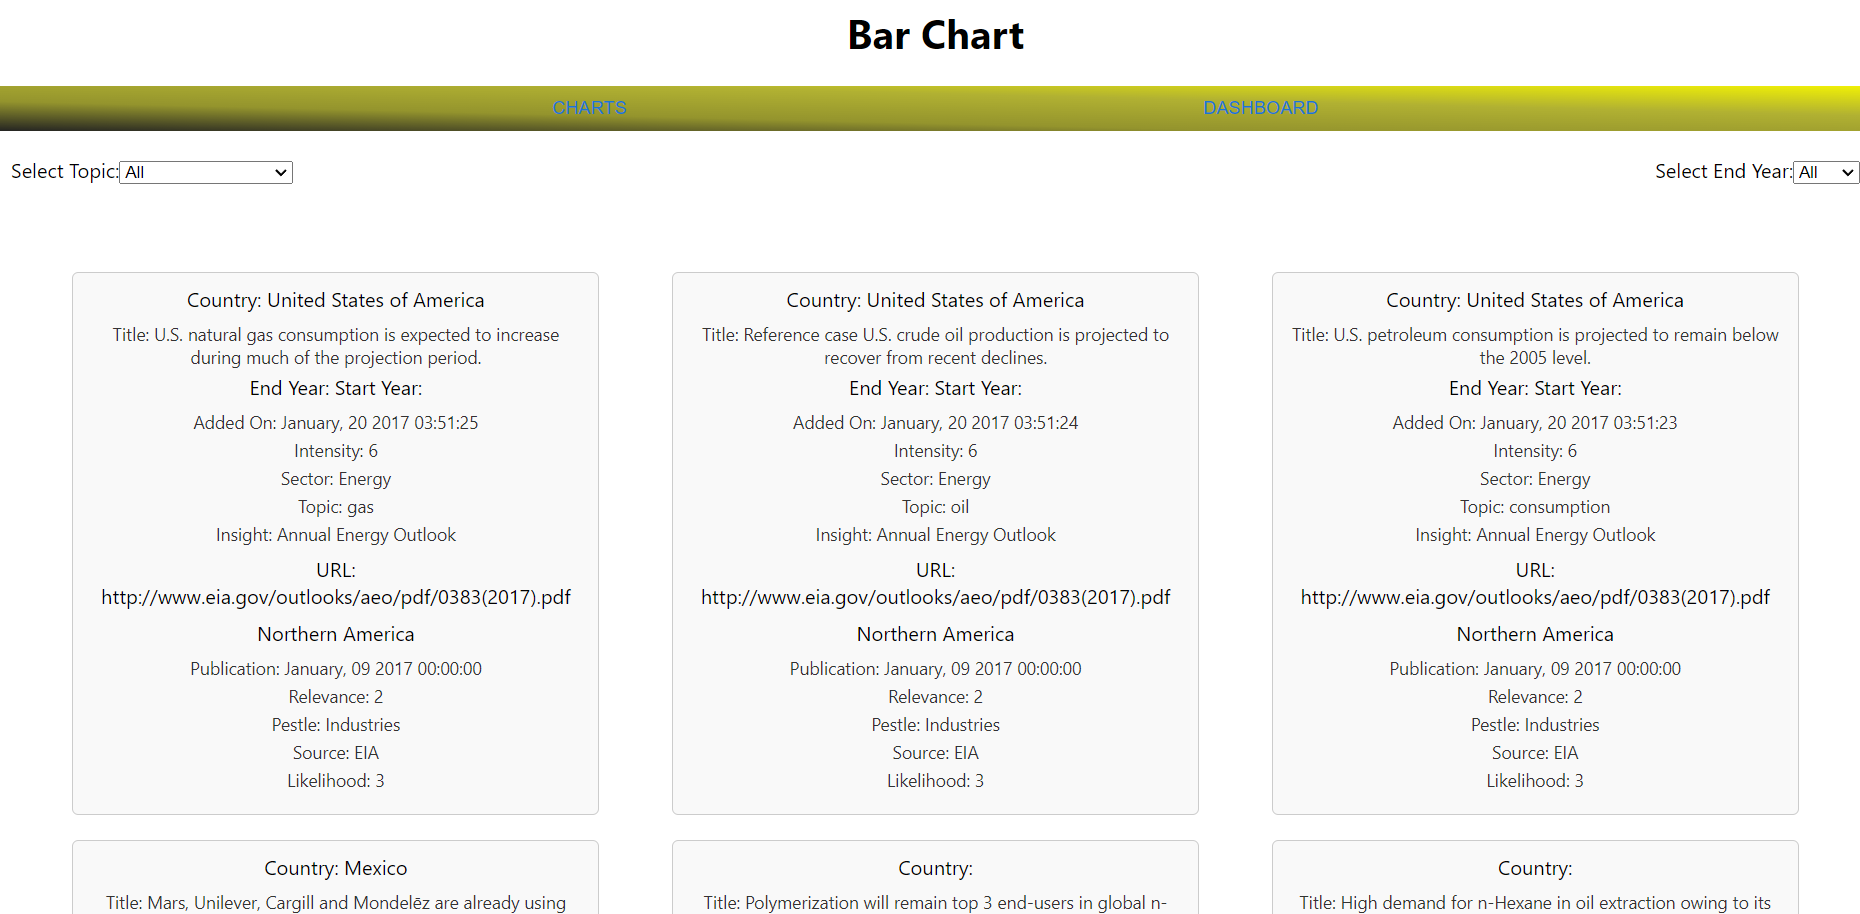 Bar Chart
CHARTS
DASHBOARD
Select Topic: All
Select End Year: All
Country: United States of America
Title: U.S. natural gas consumption is expected to increase
during much of the projection period.
End Year: Start Year:
Added On: January, 20 2017 03:51:25
Intensity: 6
Sector: Energy
Topic: gas
Insight: Annual Energy Outlook
URL:
http://www.eia.gov/outlooks/aeo/pdf/0383(2017).pdf
Northern America
Publication: January, 09 2017 00:00:00
Relevance: 2
Pestle: Industries
Source: EIA
Likelihood: 3
Country: United States of America
Title: Reference case U.S. crude oil production is projected to
recover from recent declines.
End Year: Start Year:
Added On: January, 20 2017 03:51:24
Intensity: 6
Sector: Energy
Topic: oil
Insight: Annual Energy Outlook
URL:
http://www.eia.gov/outlooks/aeo/pdf/0383(2017).pdf
Northern America
Publication: January, 09 2017 00:00:00
Relevance: 2
Pestle: Industries
Source: EIA
Likelihood: 3
Country: United States of America
Title: U.S. petroleum consumption is projected to remain below
the 2005 level.
End Year: Start Year:
Added On: January, 20 2017 03:51:23
Intensity: 6
Sector: Energy
Topic: consumption
Insight: Annual Energy Outlook
URL:
http://www.eia.gov/outlooks/aeo/pdf/0383(2017).pdf
Northern America
Publication: January, 09 2017 00:00:00
Relevance: 2
Pestle: Industries
Source: EIA
Likelihood: 3
Country: Mexico
Title: Mars, Unilever, Cargill and Mondelēz are already using
Country:
Title: Polymerization will remain top 3 end-users in global n-
Country:
Title: High demand for n-Hexane in oil extraction owing to its